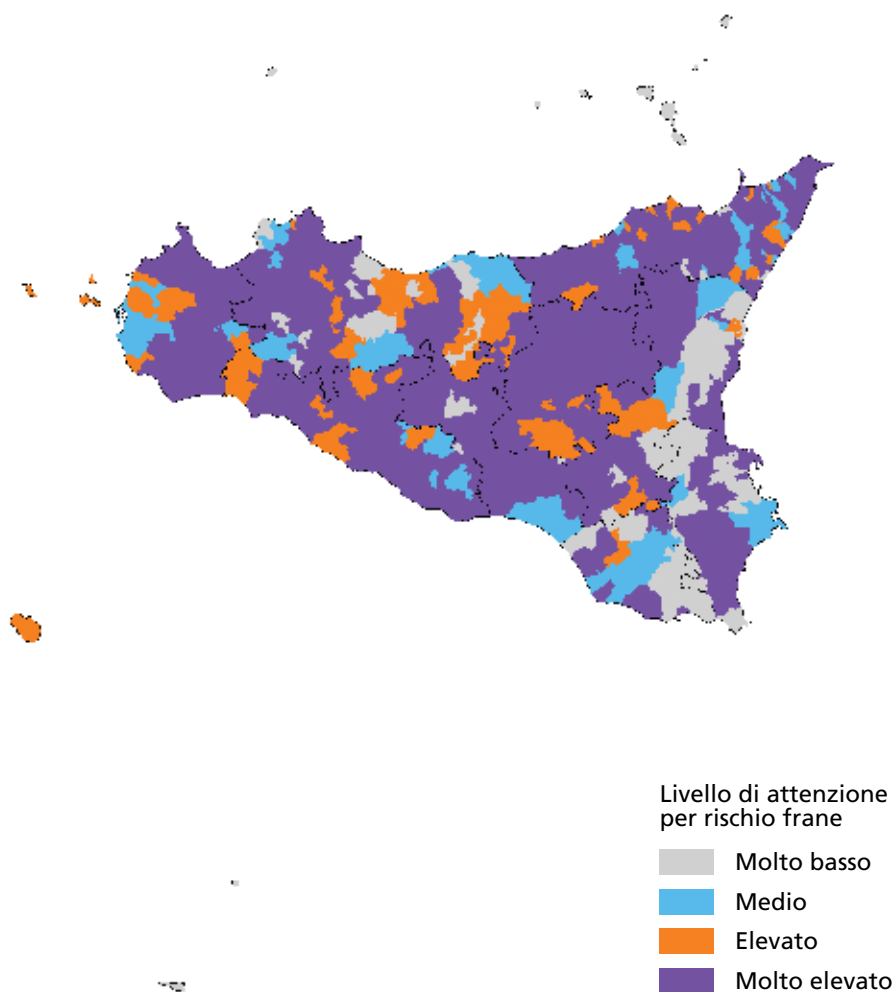 Livello di attenzione
per rischio frane
Molto basso
Medio
Elevato
Molto elevato